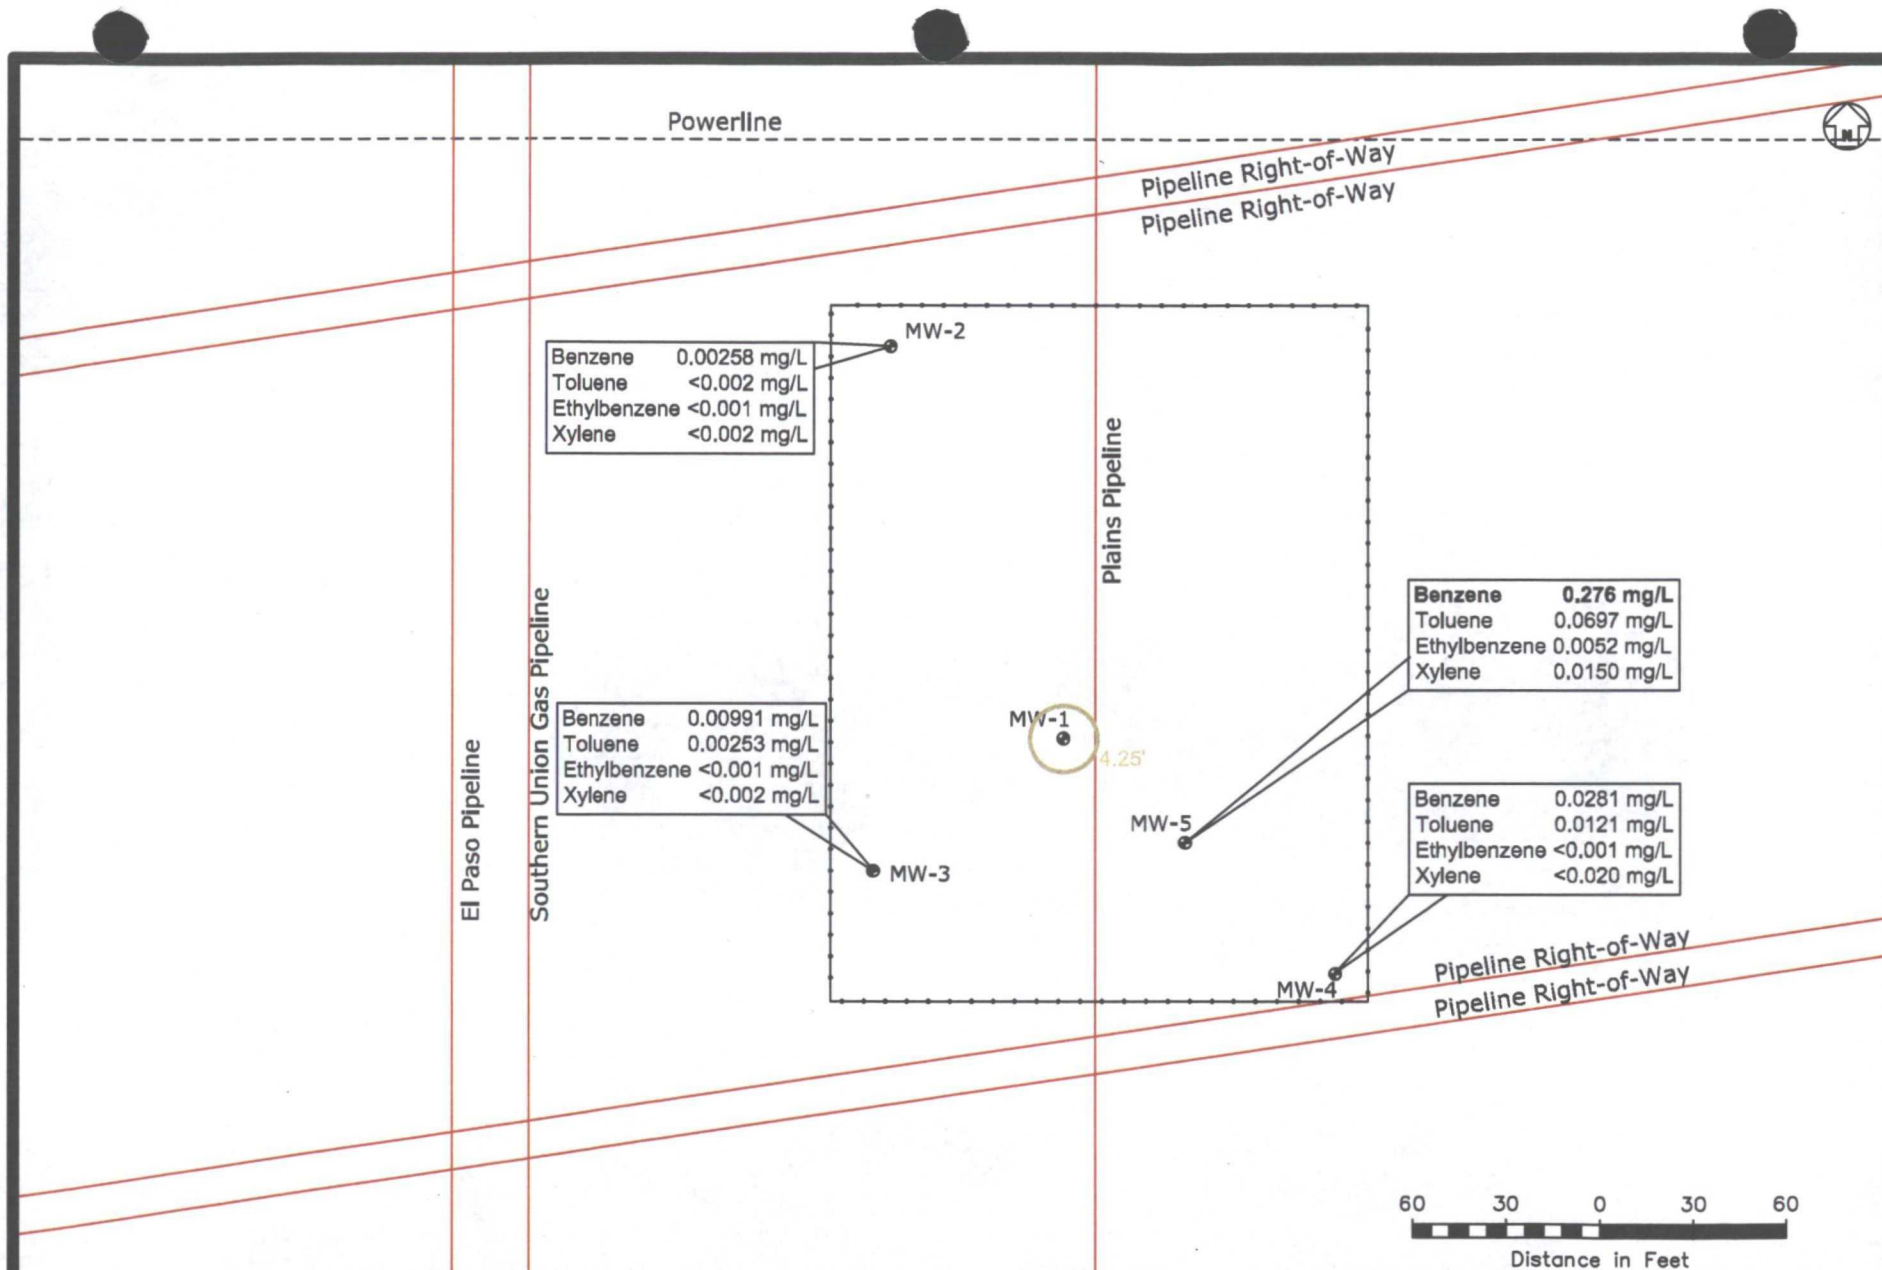 Powerline
N
Pipeline Right-of-Way
Pipeline Right-of-Way
MW-2
Benzene 0.00258 mg/L
Toluene <0.002 mg/L
Ethylbenzene <0.001 mg/L
Xylene <0.002 mg/L
Plains Pipeline
Benzene 0.276 mg/L
Toluene 0.0697 mg/L
Ethylbenzene 0.0052 mg/L
Xylene 0.0150 mg/L
El Paso Pipeline
Southern Union Gas Pipeline
Benzene 0.00991 mg/L
Toluene 0.00253 mg/L
Ethylbenzene <0.001 mg/L
Xylene <0.002 mg/L
MW-1
4.25'
MW-5
MW-3
Benzene 0.0281 mg/L
Toluene 0.0121 mg/L
Ethylbenzene <0.001 mg/L
Xylene <0.020 mg/L
MW-4
Pipeline Right-of-Way
Pipeline Right-of-Way
60 30 0 30 60
Distance in Feet